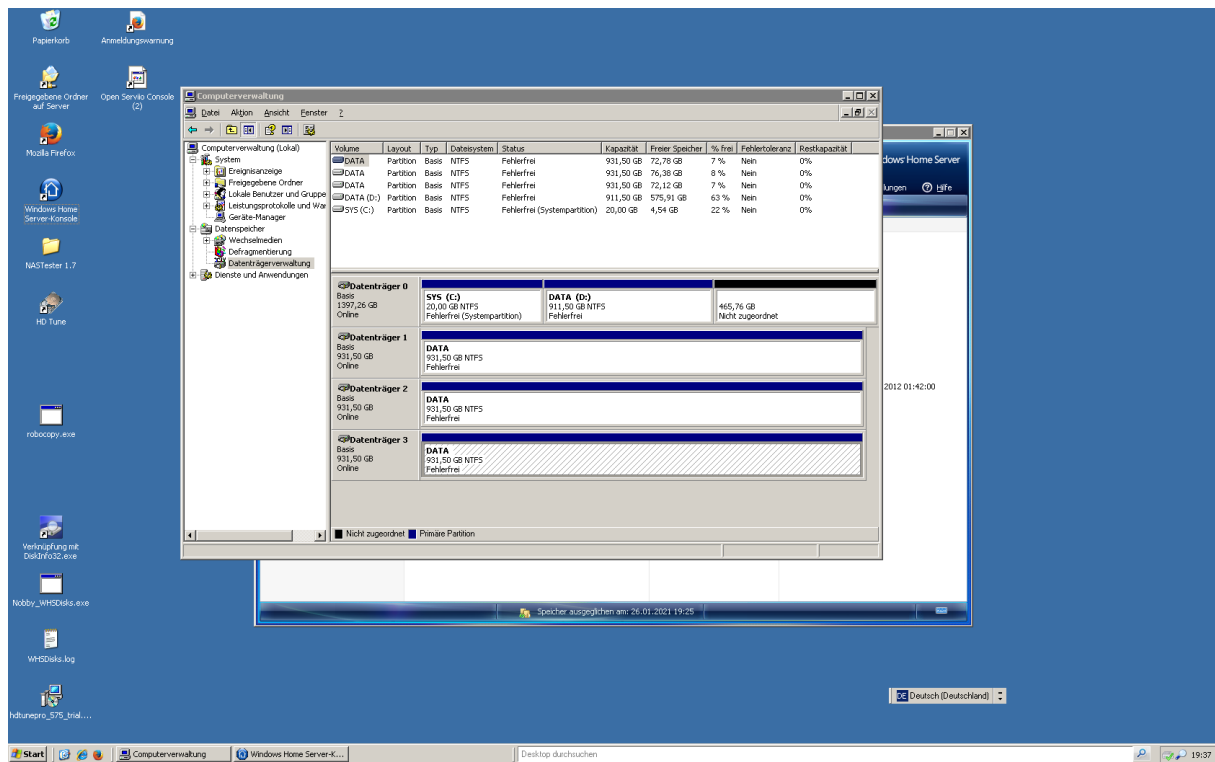 Papierkorb
Anmeldungswarnung
Freigegebene Ordner
auf Server
Open Serviio Console
(2)
Mozilla Firefox
Windows Home
Server-Konsole
NASTester 1.7
HD Tune
robocopy.exe
Verknüpfung mit
DiskInfo32.exe
Nobby_WHSDisks.exe
WHSDisks.log
hdtunepro_575_trial....
Computerverwaltung
Datei Aktion Ansicht Fenster ?
Computerverwaltung (Lokal)
System
Ereignisanzeige
Freigegebene Ordner
Lokale Benutzer und Gruppe
Leistungsprotokolle und War
Geräte-Manager
Datenspeicher
Wechselmedien
Defragmentierung
Datenträgerverwaltung
Dienste und Anwendungen
Volume Layout Typ Dateisystem Status Kapazität Freier Speicher % frei Fehlertoleranz Restkapazität
DATA Partition Basis NTFS Fehlerfrei 931,50 GB 72,78 GB 7 % Nein 0%
DATA Partition Basis NTFS Fehlerfrei 931,50 GB 76,38 GB 8 % Nein 0%
DATA Partition Basis NTFS Fehlerfrei 931,50 GB 72,12 GB 7 % Nein 0%
DATA (D:) Partition Basis NTFS Fehlerfrei 911,50 GB 575,91 GB 63 % Nein 0%
SYS (C:) Partition Basis NTFS Fehlerfrei (Systempartition) 20,00 GB 4,54 GB 22 % Nein 0%
Datenträger 0
Basis
1397,26 GB
Online
SYS (C:)
20,00 GB NTFS
Fehlerfrei (Systempartition)
DATA (D:)
911,50 GB NTFS
Fehlerfrei
465,76 GB
Nicht zugeordnet
Datenträger 1
Basis
931,50 GB
Online
DATA
931,50 GB NTFS
Fehlerfrei
Datenträger 2
Basis
931,50 GB
Online
DATA
931,50 GB NTFS
Fehlerfrei
Datenträger 3
Basis
931,50 GB
Online
DATA
931,50 GB NTFS
Fehlerfrei
Nicht zugeordnet Primäre Partition
dows Home Server
lungen Hilfe
2012 01:42:00
Speicher ausgeglichen am: 26.01.2021 19:25
DE Deutsch (Deutschland)
Start Computerverwaltung Windows Home Server-K... Desktop durchsuchen 19:37